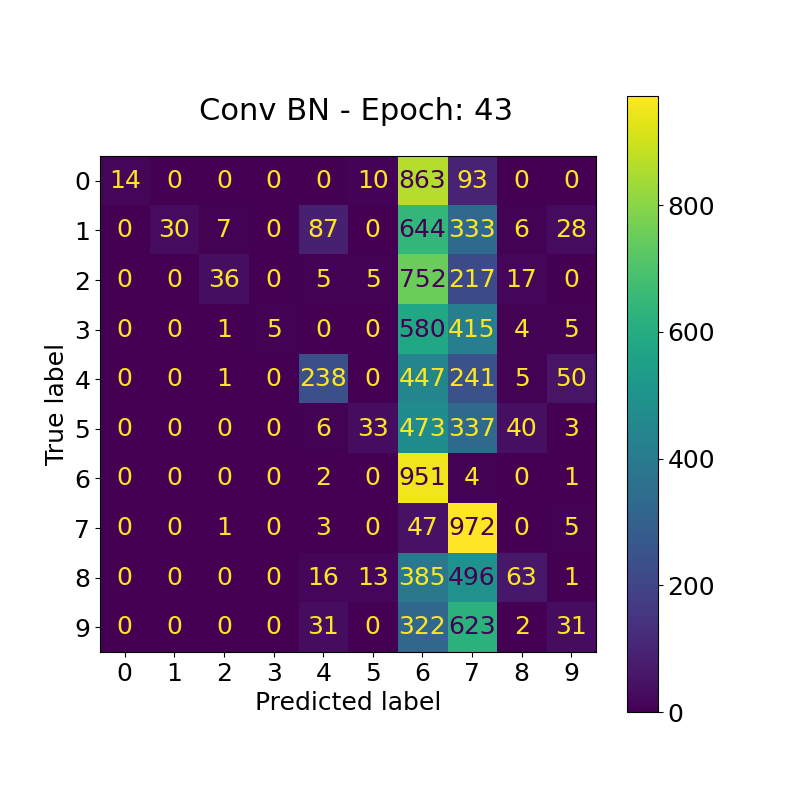 Conv BN - Epoch: 43
0 14 0 0 0 0 10 863 93 0 0
1 0 30 7 0 87 0 644 333 6 28
2 0 0 36 0 5 5 752 217 17 0
3 0 0 1 5 0 0 580 415 4 5
4 0 0 1 0 238 0 447 241 5 50
5 0 0 0 0 6 33 473 337 40 3
6 0 0 0 0 2 0 951 4 0 1
7 0 0 1 0 3 0 47 972 0 5
8 0 0 0 0 16 13 385 496 63 1
9 0 0 0 0 31 0 322 623 2 31
0 1 2 3 4 5 6 7 8 9
Predicted label
True label
800
600
400
200
0